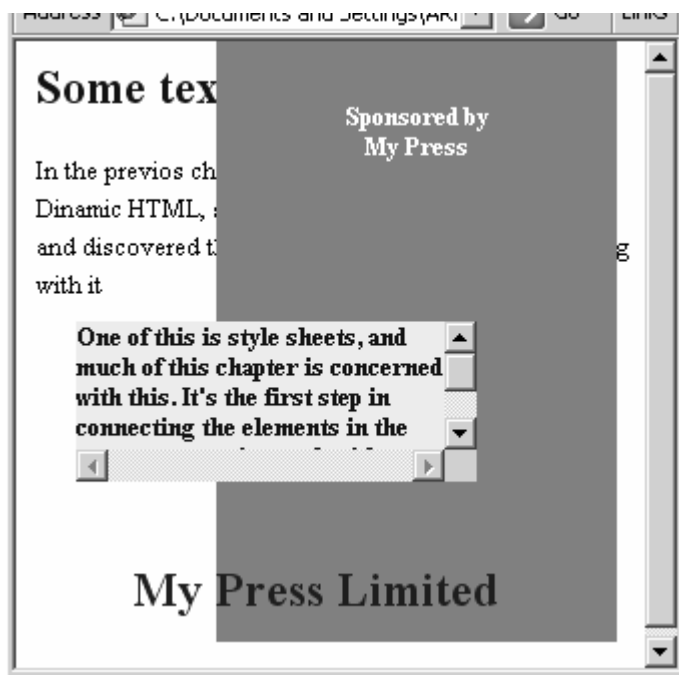 Address C:\Documents and Settings\ Go Links
Some tex
Sponsored by
My Press
In the previos ch
Dinamic HTML,
and discovered t g
with it
One of this is style sheets, and
much of this chapter is concerned
with this. It's the first step in
connecting the elements in the
My Press Limited